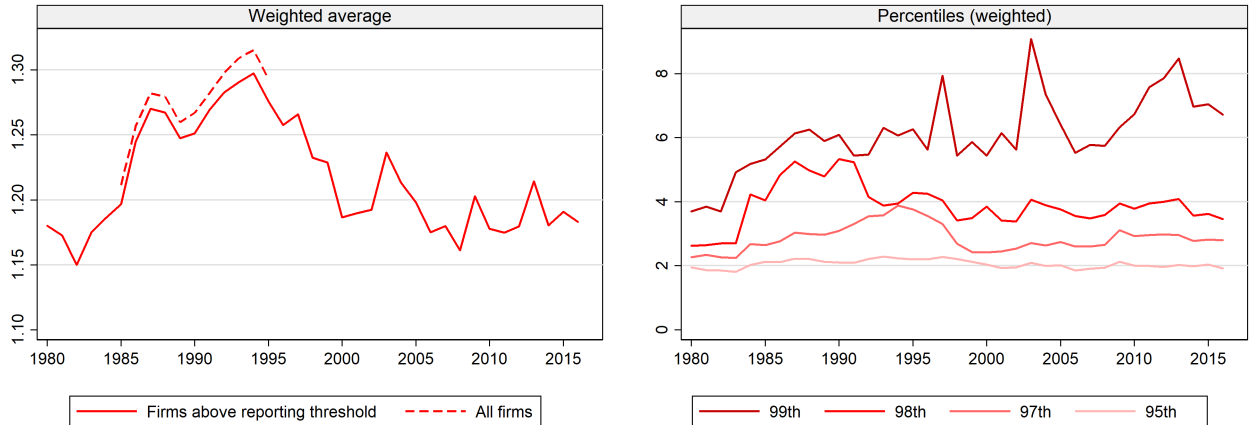 Weighted average
1.30
1.25
1.20
1.15
1.10
1980 1985 1990 1995 2000 2005 2010 2015
Firms above reporting threshold All firms
Percentiles (weighted)
8
6
4
2
0
1980 1985 1990 1995 2000 2005 2010 2015
99th 98th 97th 95th